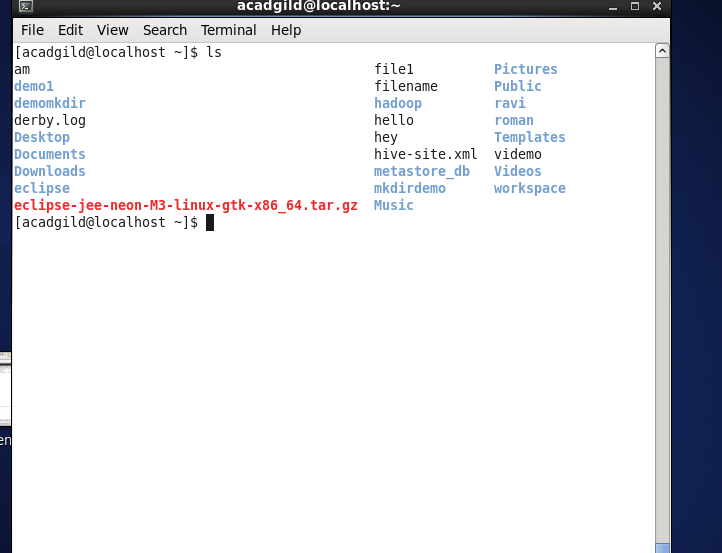 acadgild@localhost:~
File Edit View Search Terminal Help
[acadgild@localhost ~]$ ls
am file1 Pictures
demo1 filename Public
demomkdir hadoop ravi
derby.log hello roman
Desktop hey Templates
Documents hive-site.xml videmo
Downloads metastore_db Videos
eclipse mkdirdemo workspace
eclipse-jee-neon-M3-linux-gtk-x86_64.tar.gz Music
[acadgild@localhost ~]$
en